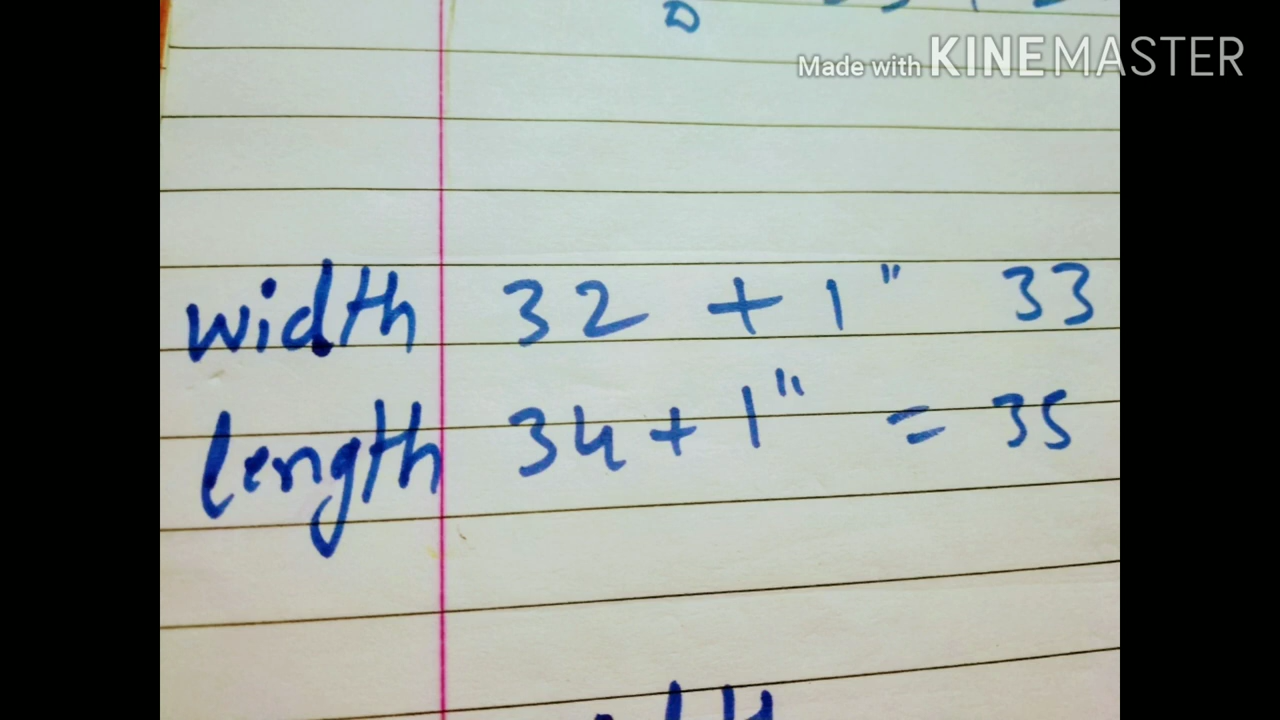 Made with KINEMASTER
width 32 + 1" 33
length 34 + 1" = 35